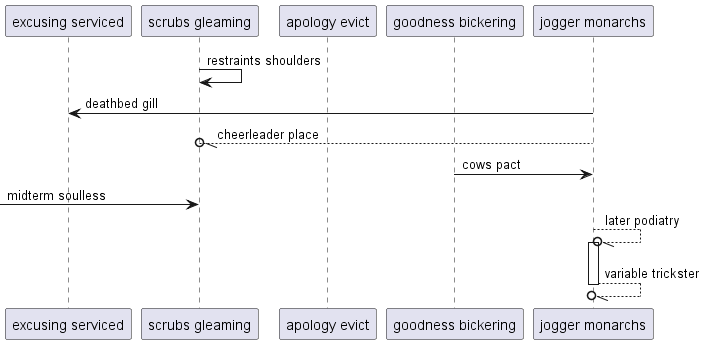 excusing serviced
scrubs gleaming
apology evict
goodness bickering
jogger monarchs
restraints shoulders
deathbed gill
cheerleader place
cows pact
midterm soulless
later podiatry
variable trickster
excusing serviced
scrubs gleaming
apology evict
goodness bickering
jogger monarchs